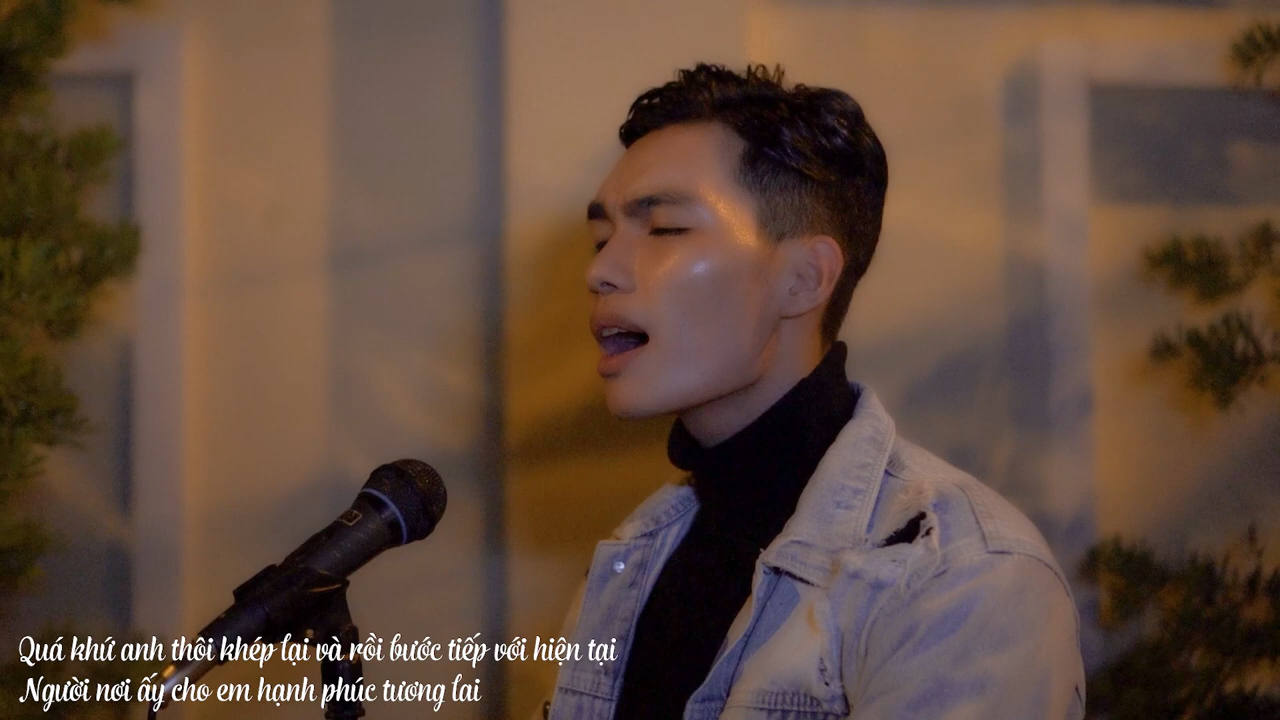 Quá khứ anh thôi khép lại và rồi bước tiếp với hiện tại
Người nơi ấy cho em hạnh phúc tương lai